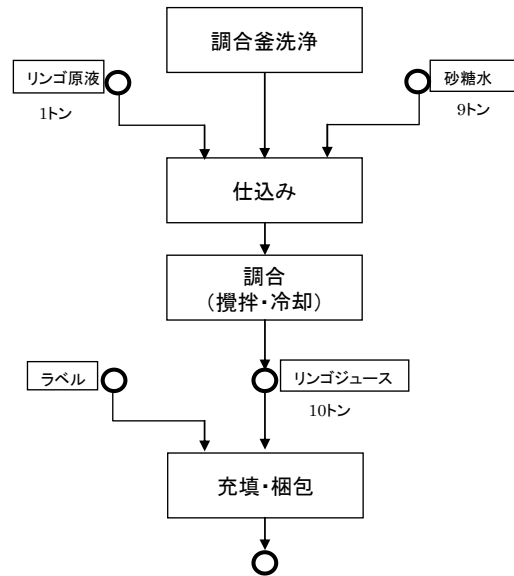 調合釜洗浄
リンゴ原液
砂糖水
1トン
9トン
仕込み
調合
（攪拌・冷却）
ラベル
リンゴジュース
10トン
充填・梱包